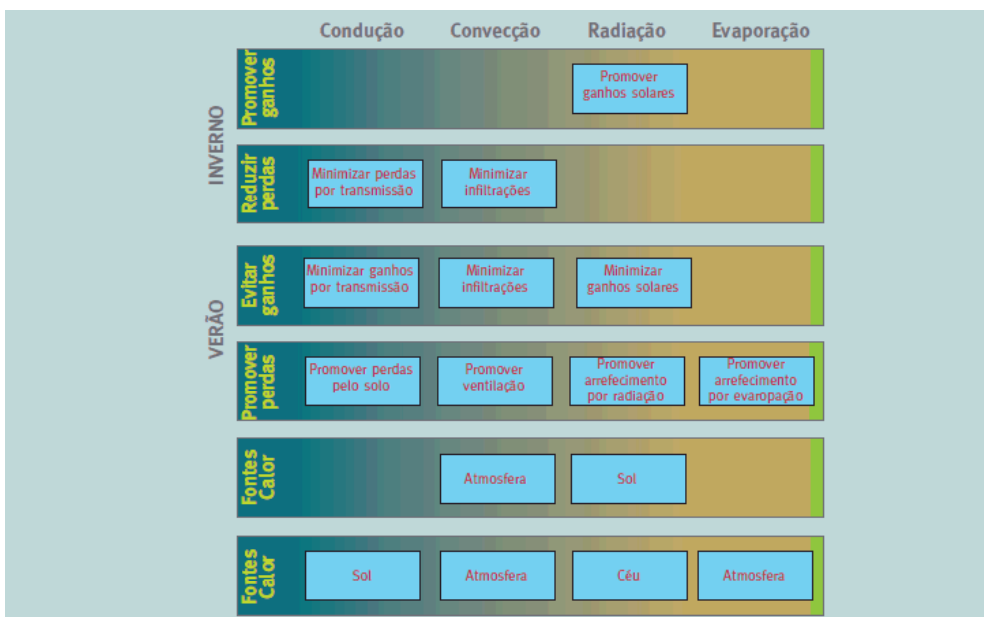 Condução Convecção Radiação Evaporação
INVERNO
Promover
ganhos
Promover
ganhos solares
Reduzir
perdas
Minimizar perdas
por transmissão
Minimizar
infiltrações
VERÃO
Evitar
ganhos
Minimizar ganhos
por transmissão
Minimizar
infiltrações
Minimizar
ganhos solares
Promover
perdas
Promover perdas
pelo solo
Promover
ventilação
Promover
arrefecimento
por radiação
Promover
arrefecimento
por evaropação
Fontes
Calor
Atmosfera
Sol
Fontes
Calor
Sol
Atmosfera
Céu
Atmosfera